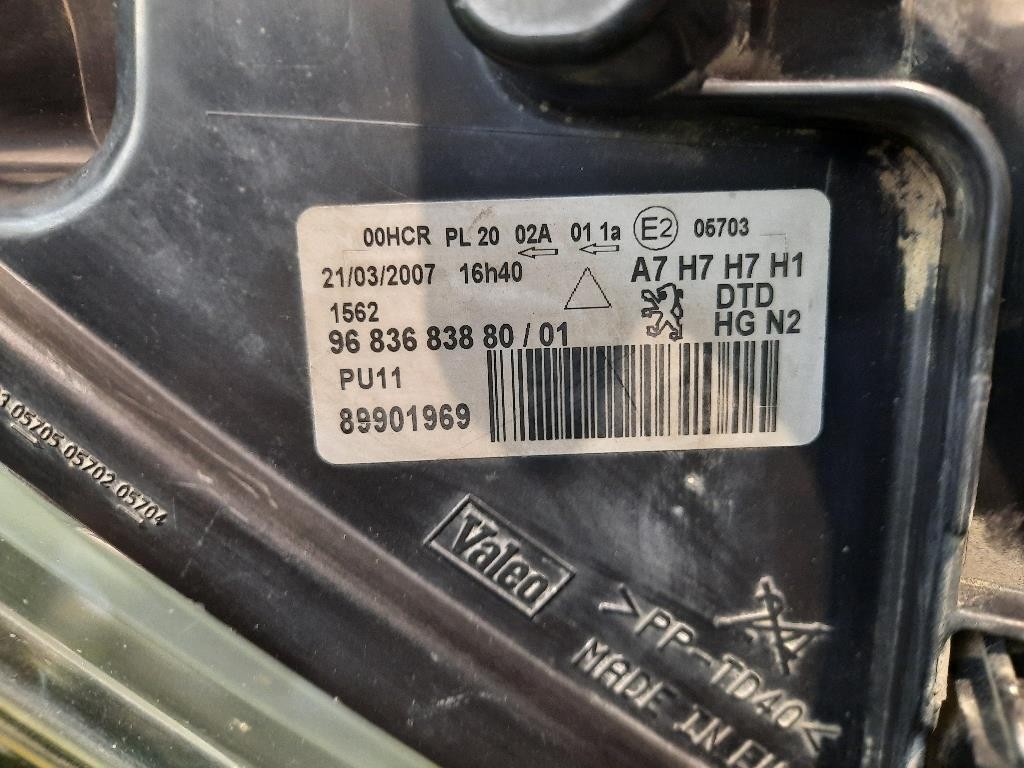 00HCR PL 20 02A 01 1a E2 05703
21/03/2007 16h40 A7 H7 H7 H1
1562 DTD
96 836 838 80 / 01 HG N2
PU11
89901969
05705 05702 05704
Valeo
>PP-TD40<
MADE IN